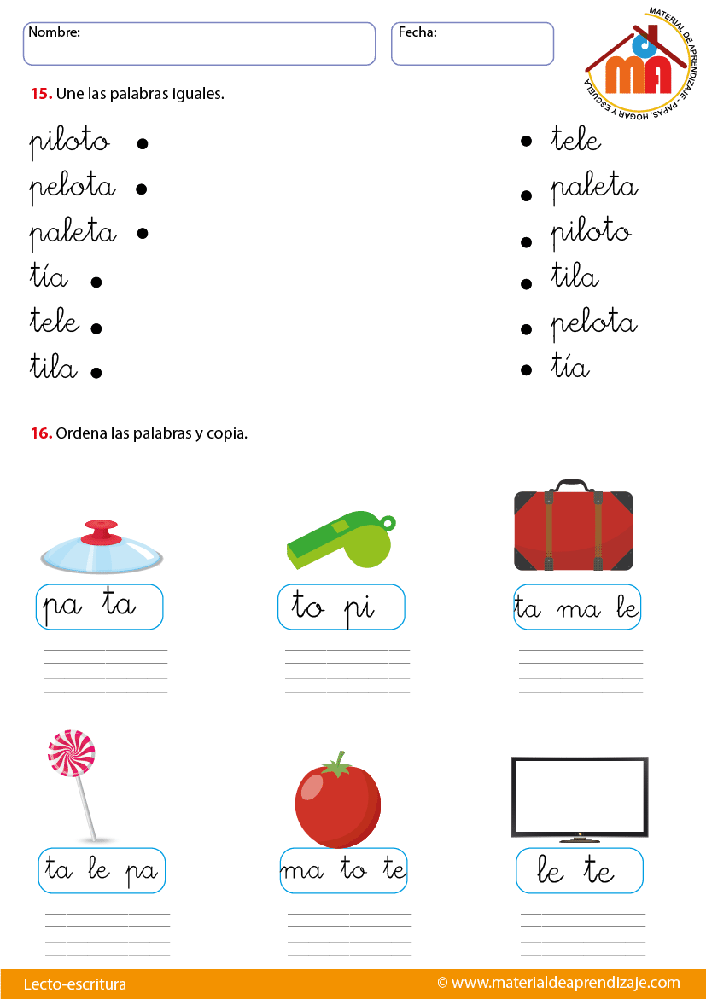 Nombre:
Fecha:
MATERIAL DE APRENDIZAJE - PAPAS, HOGAR Y ESCUELA
dMA
15. Une las palabras iguales.
piloto • • tele
pelota • • paleta
paleta • • piloto
tía • • tila
tele • • pelota
tila • • tía
16. Ordena las palabras y copia.
pa ta
to pi
ta ma le
ta le pa
ma to te
le te
Lecto-escritura
© www.materialdeaprendizaje.com